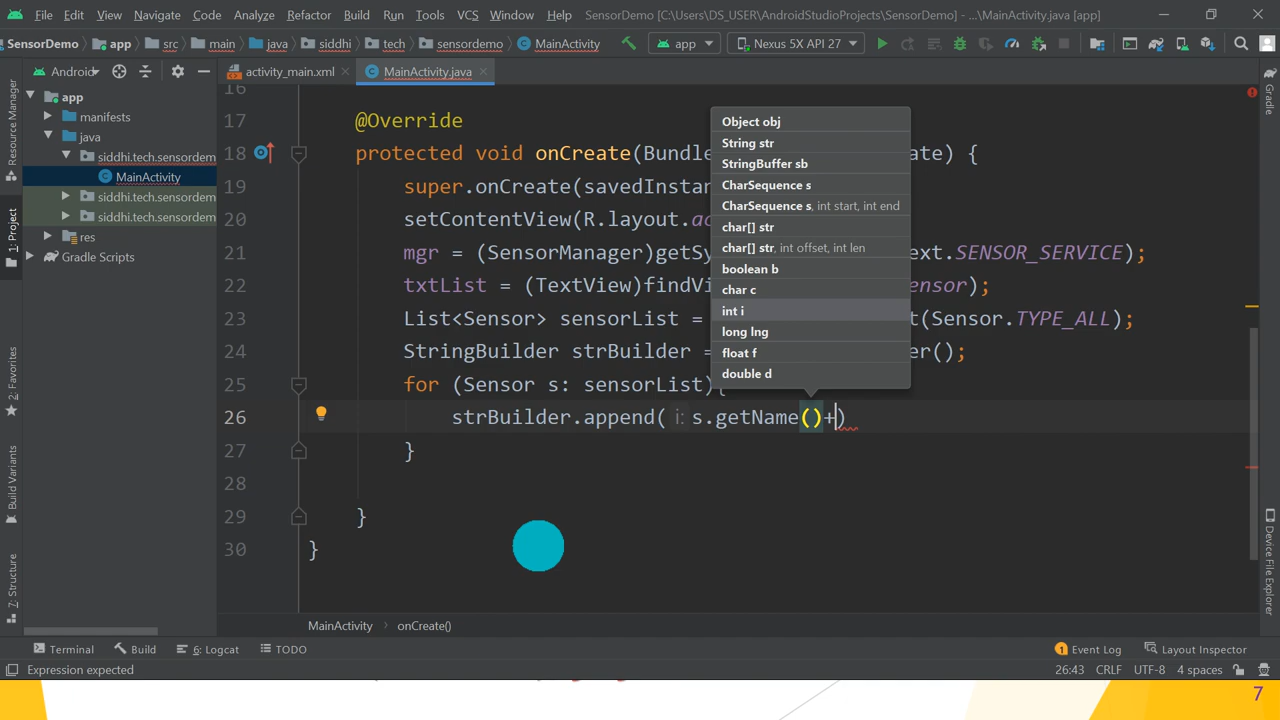 File Edit View Navigate Code Analyze Refactor Build Run Tools VCS Window Help SensorDemo [C:\Users\DS_USER\AndroidStudioProjects\SensorDemo] - ...\MainActivity.java [app]
SensorDemo app src main java siddhi tech sensordemo MainActivity app Nexus 5X API 27
Android activity_main.xml MainActivity.java
app
manifests
java
siddhi.tech.sensordem
MainActivity
siddhi.tech.sensordem
siddhi.tech.sensordem
res
Gradle Scripts
Resource Manager
1: Project
2: Favorites
Build Variants
7: Structure
16
17 @Override
18 protected void onCreate(Bundle ate) {
19 super.onCreate(savedInstan
20 setContentView(R.layout.ac
21 mgr = (SensorManager)getSy ext.SENSOR_SERVICE);
22 txtList = (TextView)findVi ensor);
23 List<Sensor> sensorList = t(Sensor.TYPE_ALL);
24 StringBuilder strBuilder = er();
25 for (Sensor s: sensorList){
26 strBuilder.append( i: s.getName()+)
27 }
28
29 }
30 }
Object obj
String str
StringBuffer sb
CharSequence s
CharSequence s, int start, int end
char[] str
char[] str, int offset, int len
boolean b
char c
int i
long lng
float f
double d
Gradle
Device File Explorer
MainActivity › onCreate()
Terminal Build 6: Logcat TODO 1 Event Log Layout Inspector
Expression expected 26:43 CRLF UTF-8 4 spaces
7